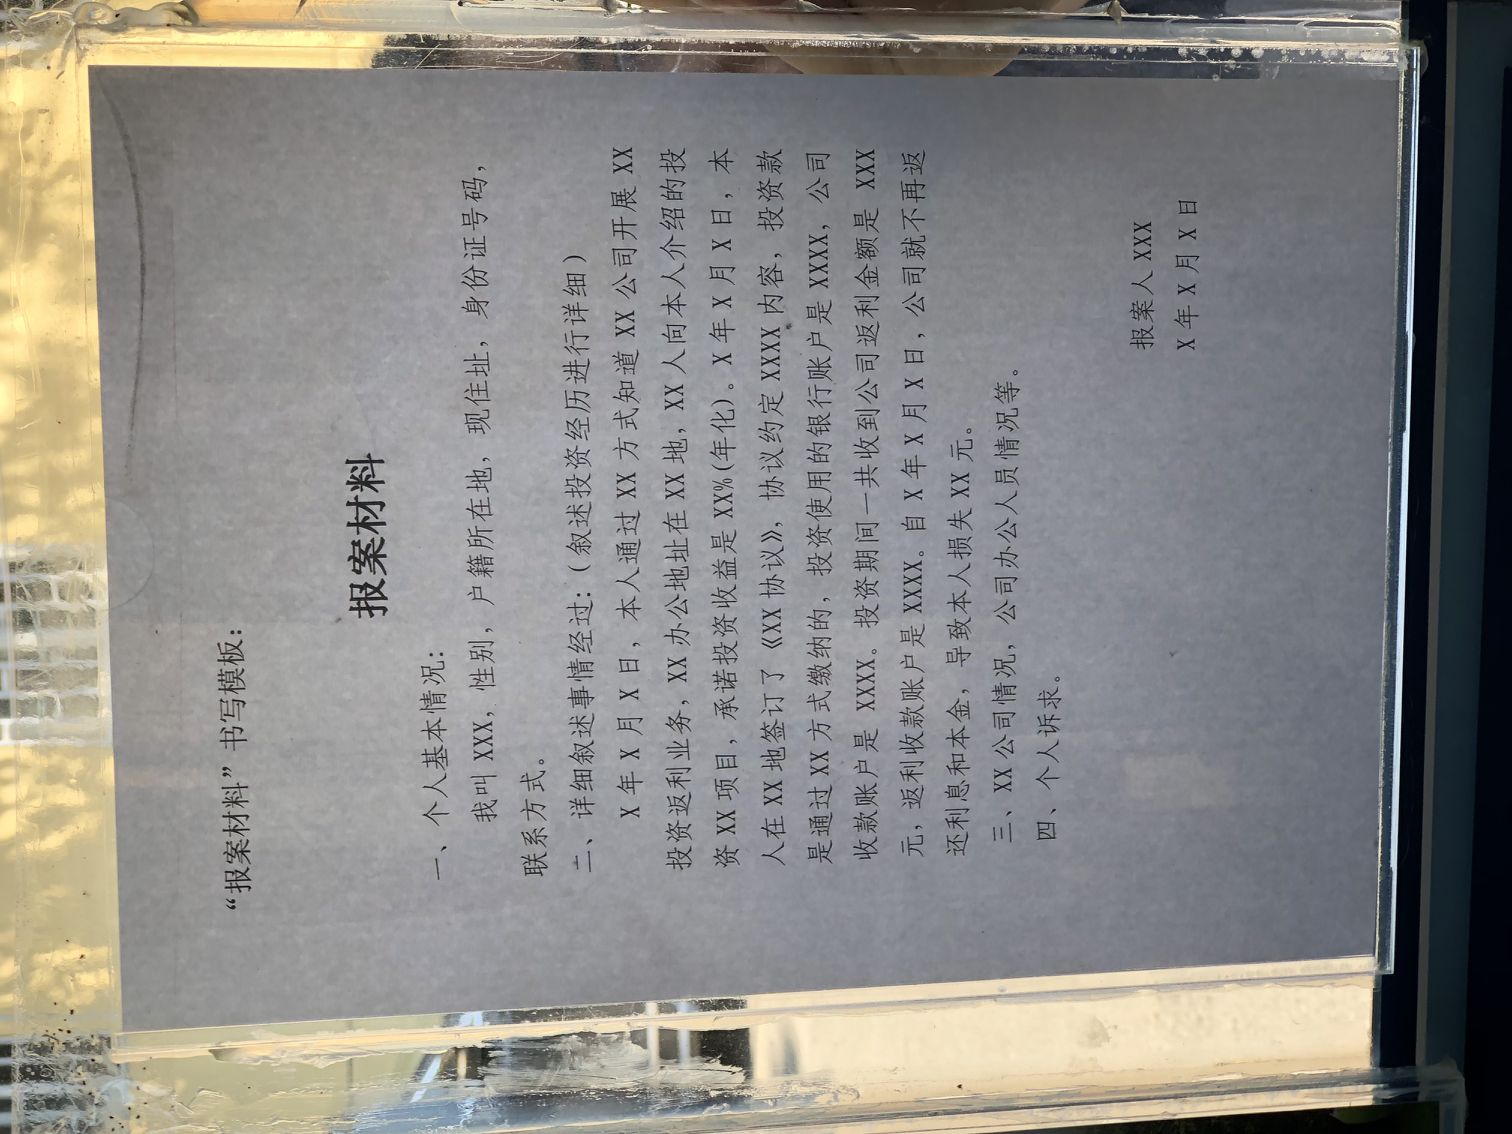 “报案材料”书写模板：
报案材料
一、个人基本情况：
我叫 XXX，性别，户籍所在地，现住址，身份证号码，
联系方式。
二、详细叙述事情经过：（叙述投资经历进行详细）
X 年 X 月 X 日，本人通过 XX 方式知道 XX 公司开展 XX
投资返利业务，XX 办公地址在 XX 地，XX 人向本人介绍的投
资 XX 项目，承诺投资收益是 XX%(年化)。X 年 X 月 X 日，本
人在 XX 地签订了《XX 协议》，协议约定 XXXX 内容，投资款
是通过 XX 方式缴纳的，投资使用的银行账户是 XXXX，公司
收款账户是 XXXX。投资期间一共收到公司返利金额是 XXX
元，返利收款账户是 XXXX。自 X 年 X 月 X 日，公司就不再返
还利息和本金，导致本人损失 XX 元。
三、XX 公司情况，公司办公人员情况等。
四、个人诉求。
报案人 XXX
X 年 X 月 X 日